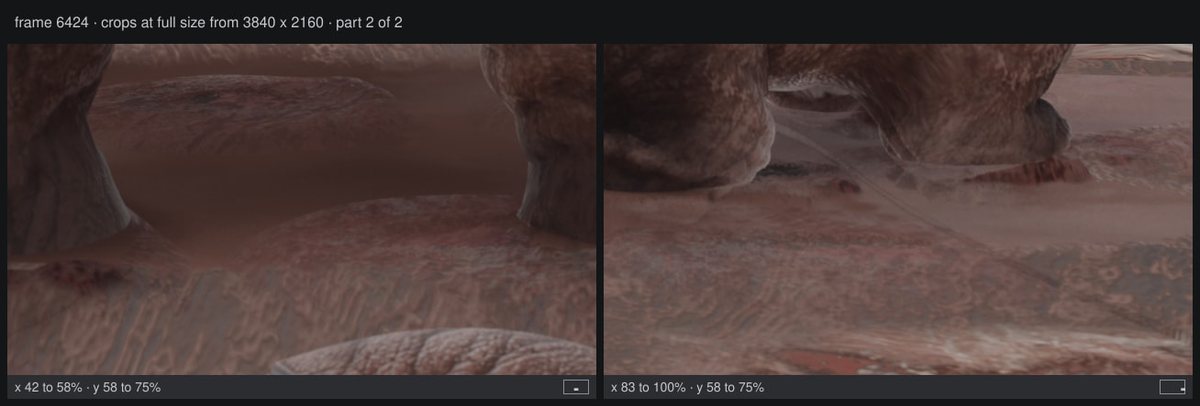 frame 6424 · crops at full size from 3840 x 2160 · part 2 of 2
x 42 to 58% · y 58 to 75%
x 83 to 100% · y 58 to 75%